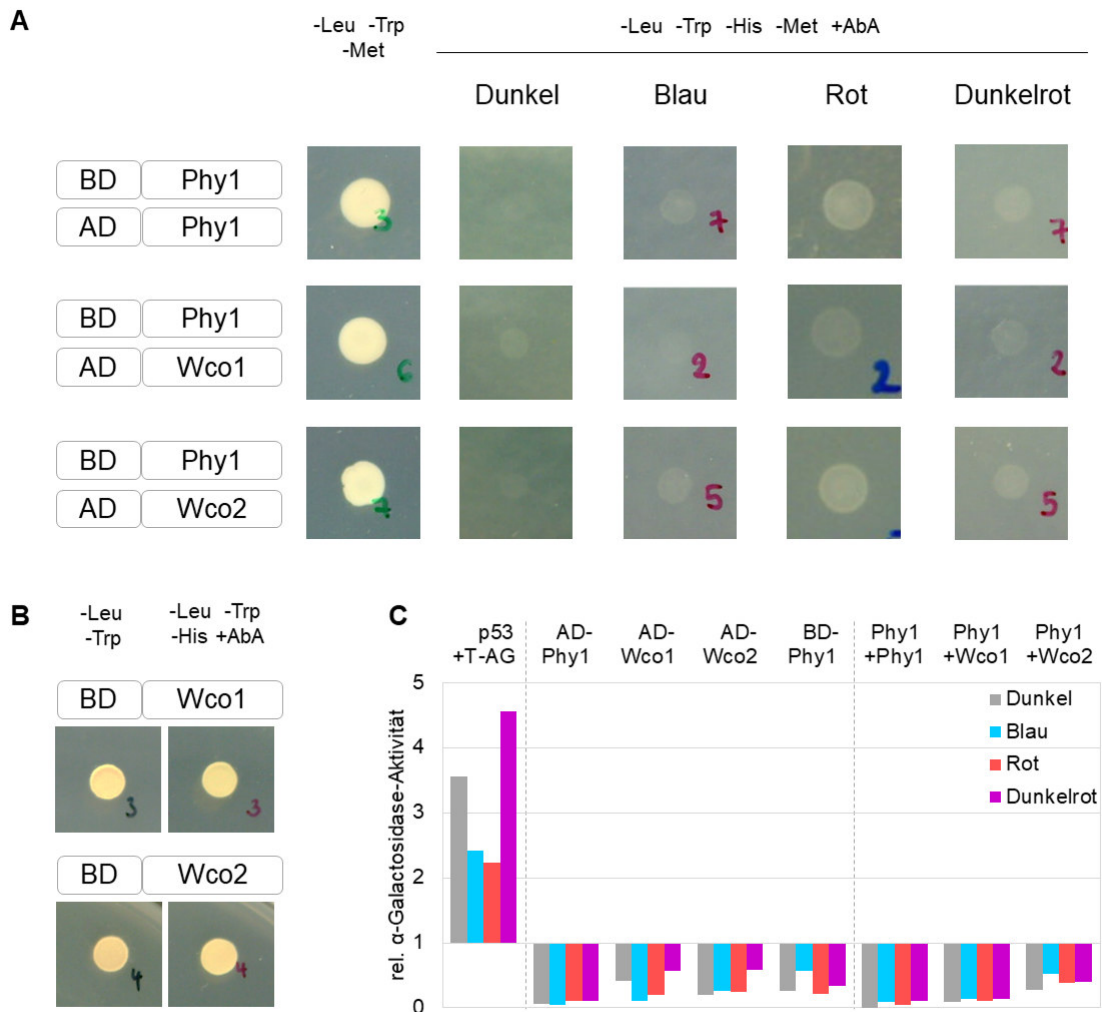 A
-Leu -Trp
-Met
-Leu -Trp -His -Met +AbA
Dunkel Blau Rot Dunkelrot
BD Phy1
AD Phy1
3 7 7
BD Phy1
AD Wco1
6 2 2 2
BD Phy1
AD Wco2
7 5 5
B
-Leu
-Trp
-Leu -Trp
-His +AbA
BD Wco1
3 3
BD Wco2
4 4
C
p53
+T-AG
AD-
Phy1
AD-
Wco1
AD-
Wco2
BD-
Phy1
Phy1
+Phy1
Phy1
+Wco1
Phy1
+Wco2
rel. α-Galactosidase-Aktivität
5
4
3
2
1
0
Dunkel
Blau
Rot
Dunkelrot